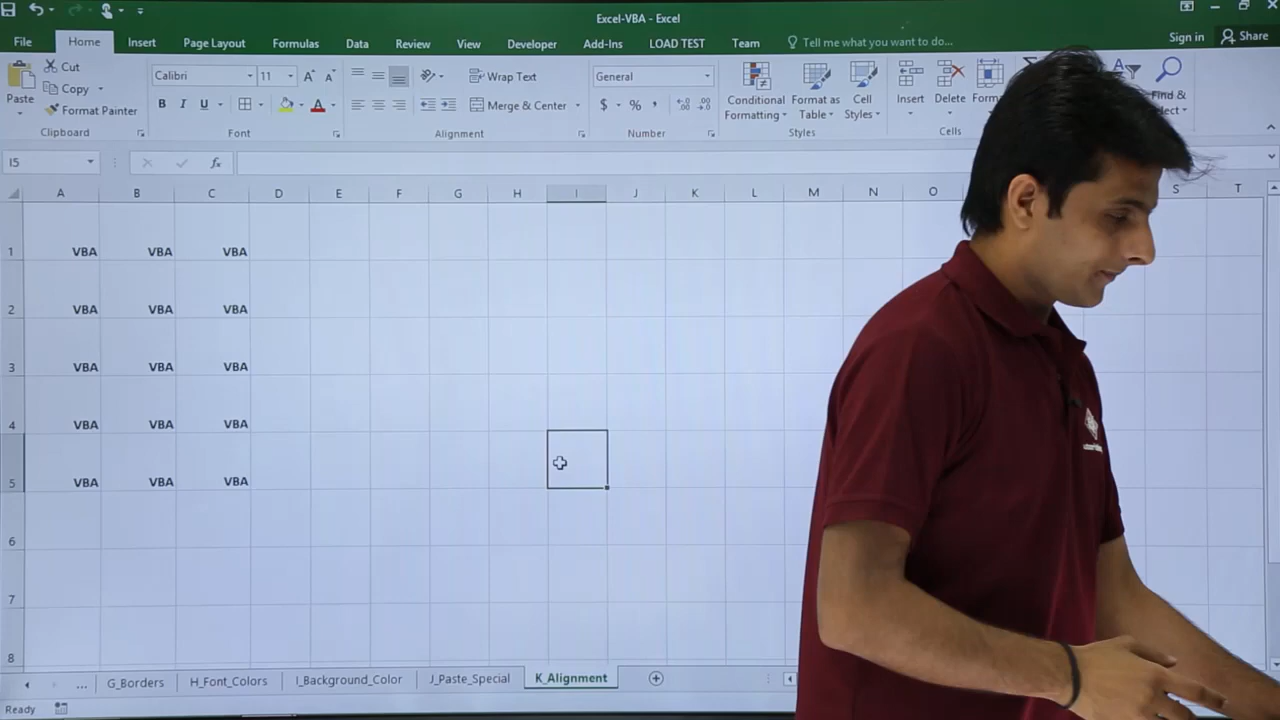 Excel-VBA - Excel
File Home Insert Page Layout Formulas Data Review View Developer Add-Ins LOAD TEST Team Tell me what you want to do... Sign in Share
Cut
Copy
Format Painter
Paste
Clipboard
Calibri 11
B I U A
Font
Wrap Text
Merge & Center
Alignment
General
$ % ,
Number
Conditional Formatting
Format as Table
Cell Styles
Styles
Insert Delete
Cells
Find &
I5 fx
A B C D E F G H I J K L M N O S T
1 VBA VBA VBA
2 VBA VBA VBA
3 VBA VBA VBA
4 VBA VBA VBA
5 VBA VBA VBA
6
7
8
... G_Borders H_Font_Colors I_Background_Color J_Paste_Special K_Alignment
Ready